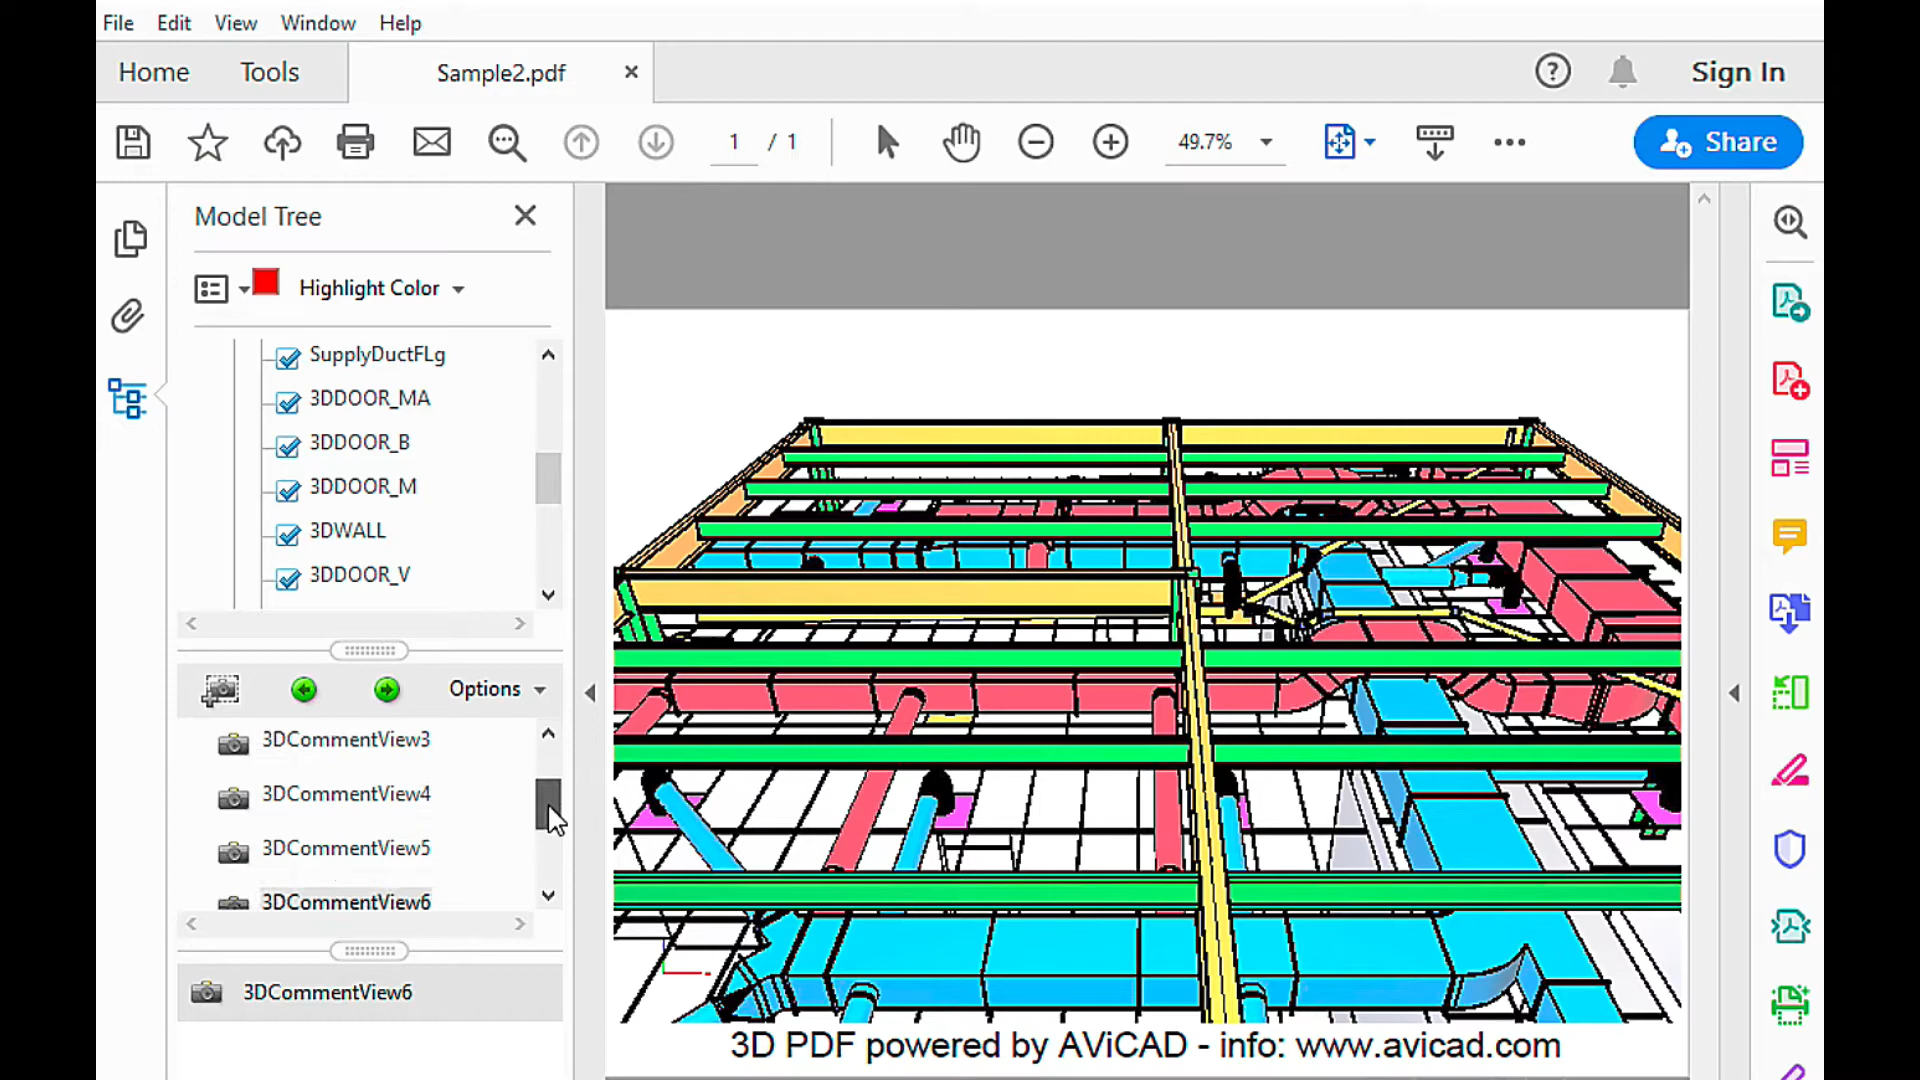 File Edit View Window Help
Home Tools Sample2.pdf Sign In
1 / 1 49.7% Share
Model Tree
Highlight Color
SupplyDuctFLg
3DDOOR_MA
3DDOOR_B
3DDOOR_M
3DWALL
3DDOOR_V
Options
3DCommentView3
3DCommentView4
3DCommentView5
3DCommentView6
3DCommentView6
3D PDF powered by AViCAD - info: www.avicad.com